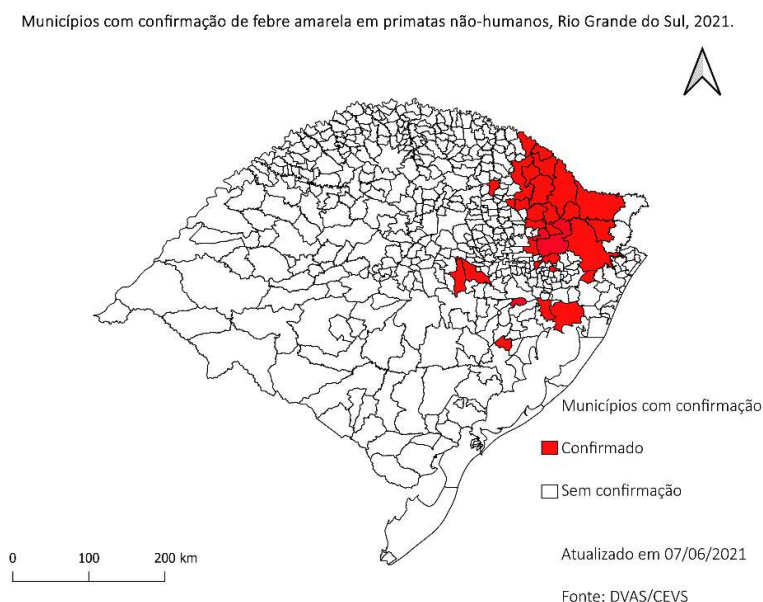 Municípios com confirmação de febre amarela em primatas não-humanos, Rio Grande do Sul, 2021.
Municípios com confirmação
Confirmado
Sem confirmação
0 100 200 km
Atualizado em 07/06/2021
Fonte: DVAS/CEVS